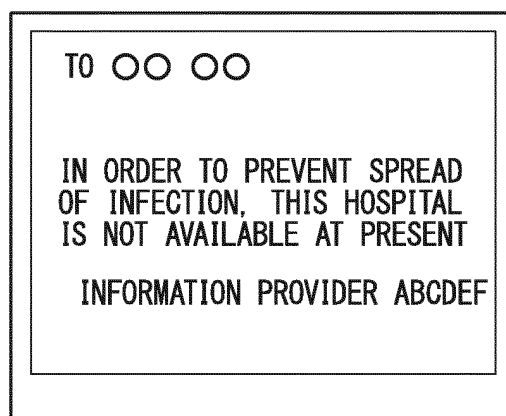 TO ○○ ○○
IN ORDER TO PREVENT SPREAD
OF INFECTION, THIS HOSPITAL
IS NOT AVAILABLE AT PRESENT
INFORMATION PROVIDER ABCDEF